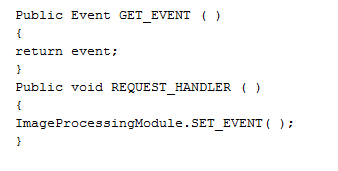 Public Event GET_EVENT ( )
{
return event;
}
Public void REQUEST_HANDLER ( )
{
ImageProcessingModule.SET_EVENT( );
}